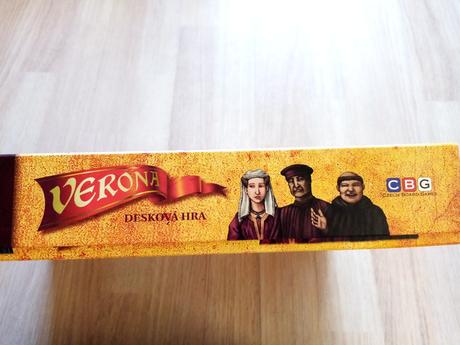 VERONA
DESKOVÁ HRA
CBG
CZECH BOARD GAMES